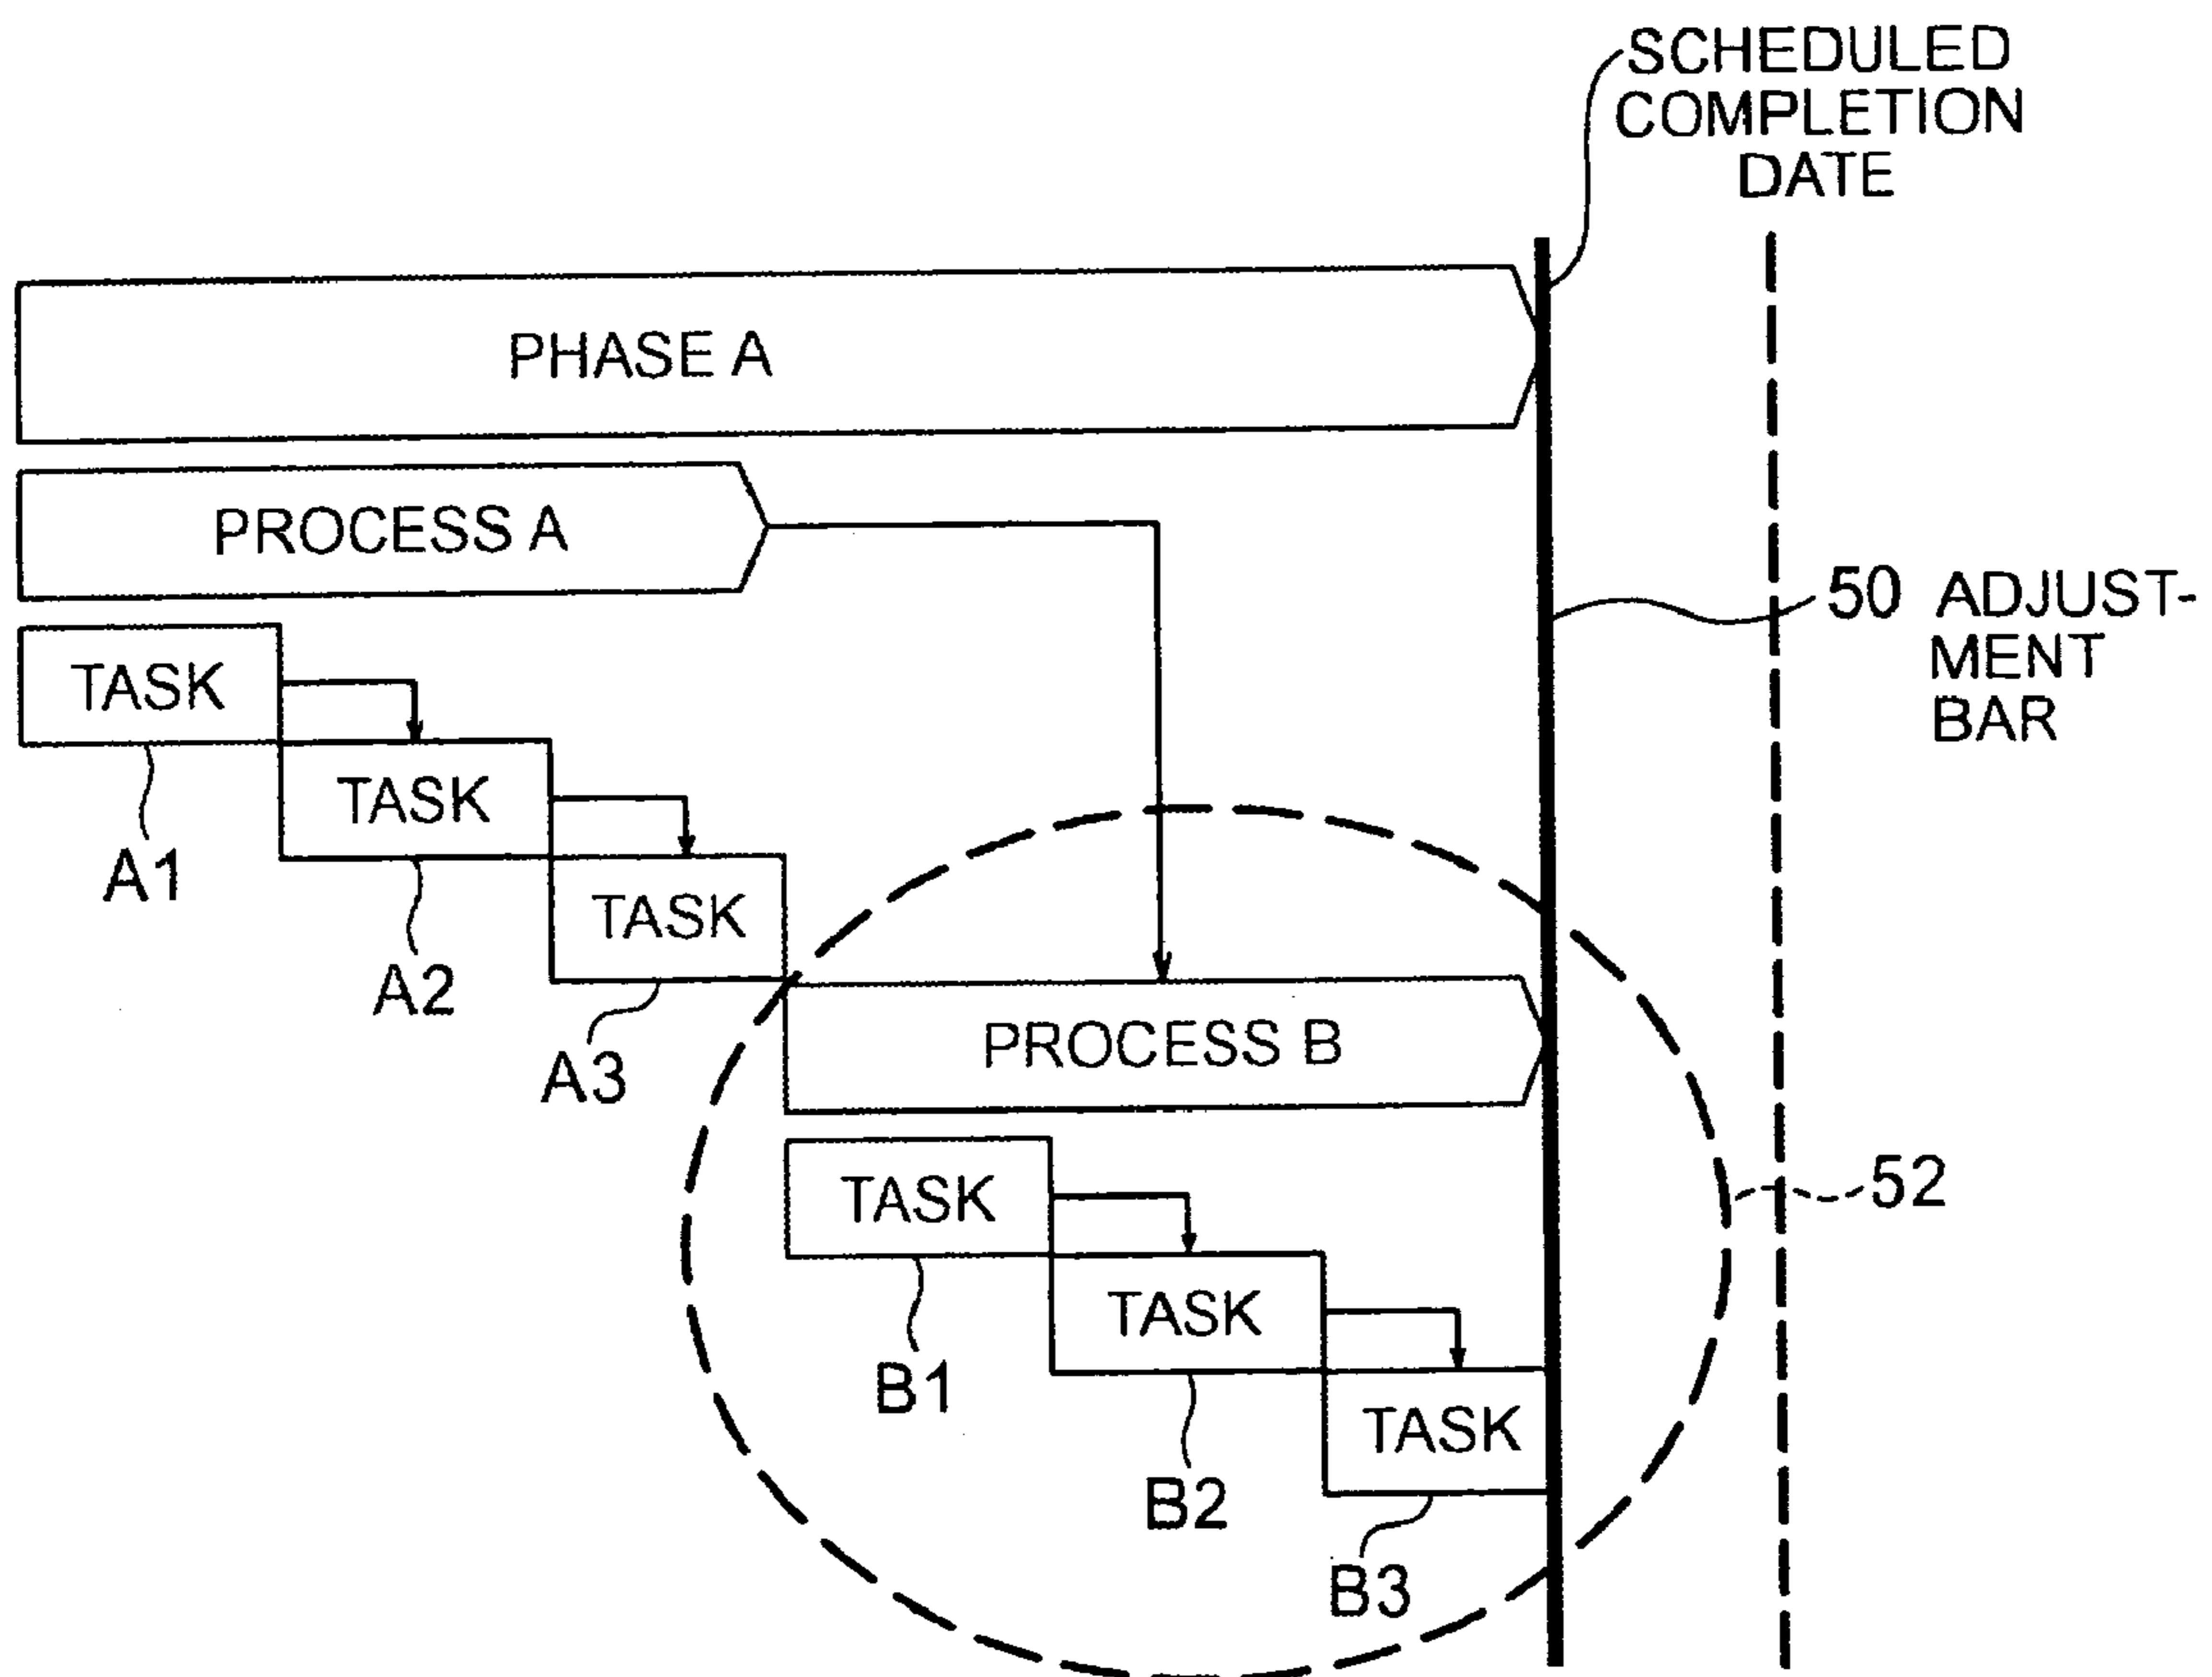 SCHEDULED
COMPLETION
DATE
PHASE A
PROCESS A
50 ADJUST-
MENT
BAR
TASK
A1
TASK
A2
TASK
A3
PROCESS B
TASK
52
B1
TASK
B2
TASK
B3